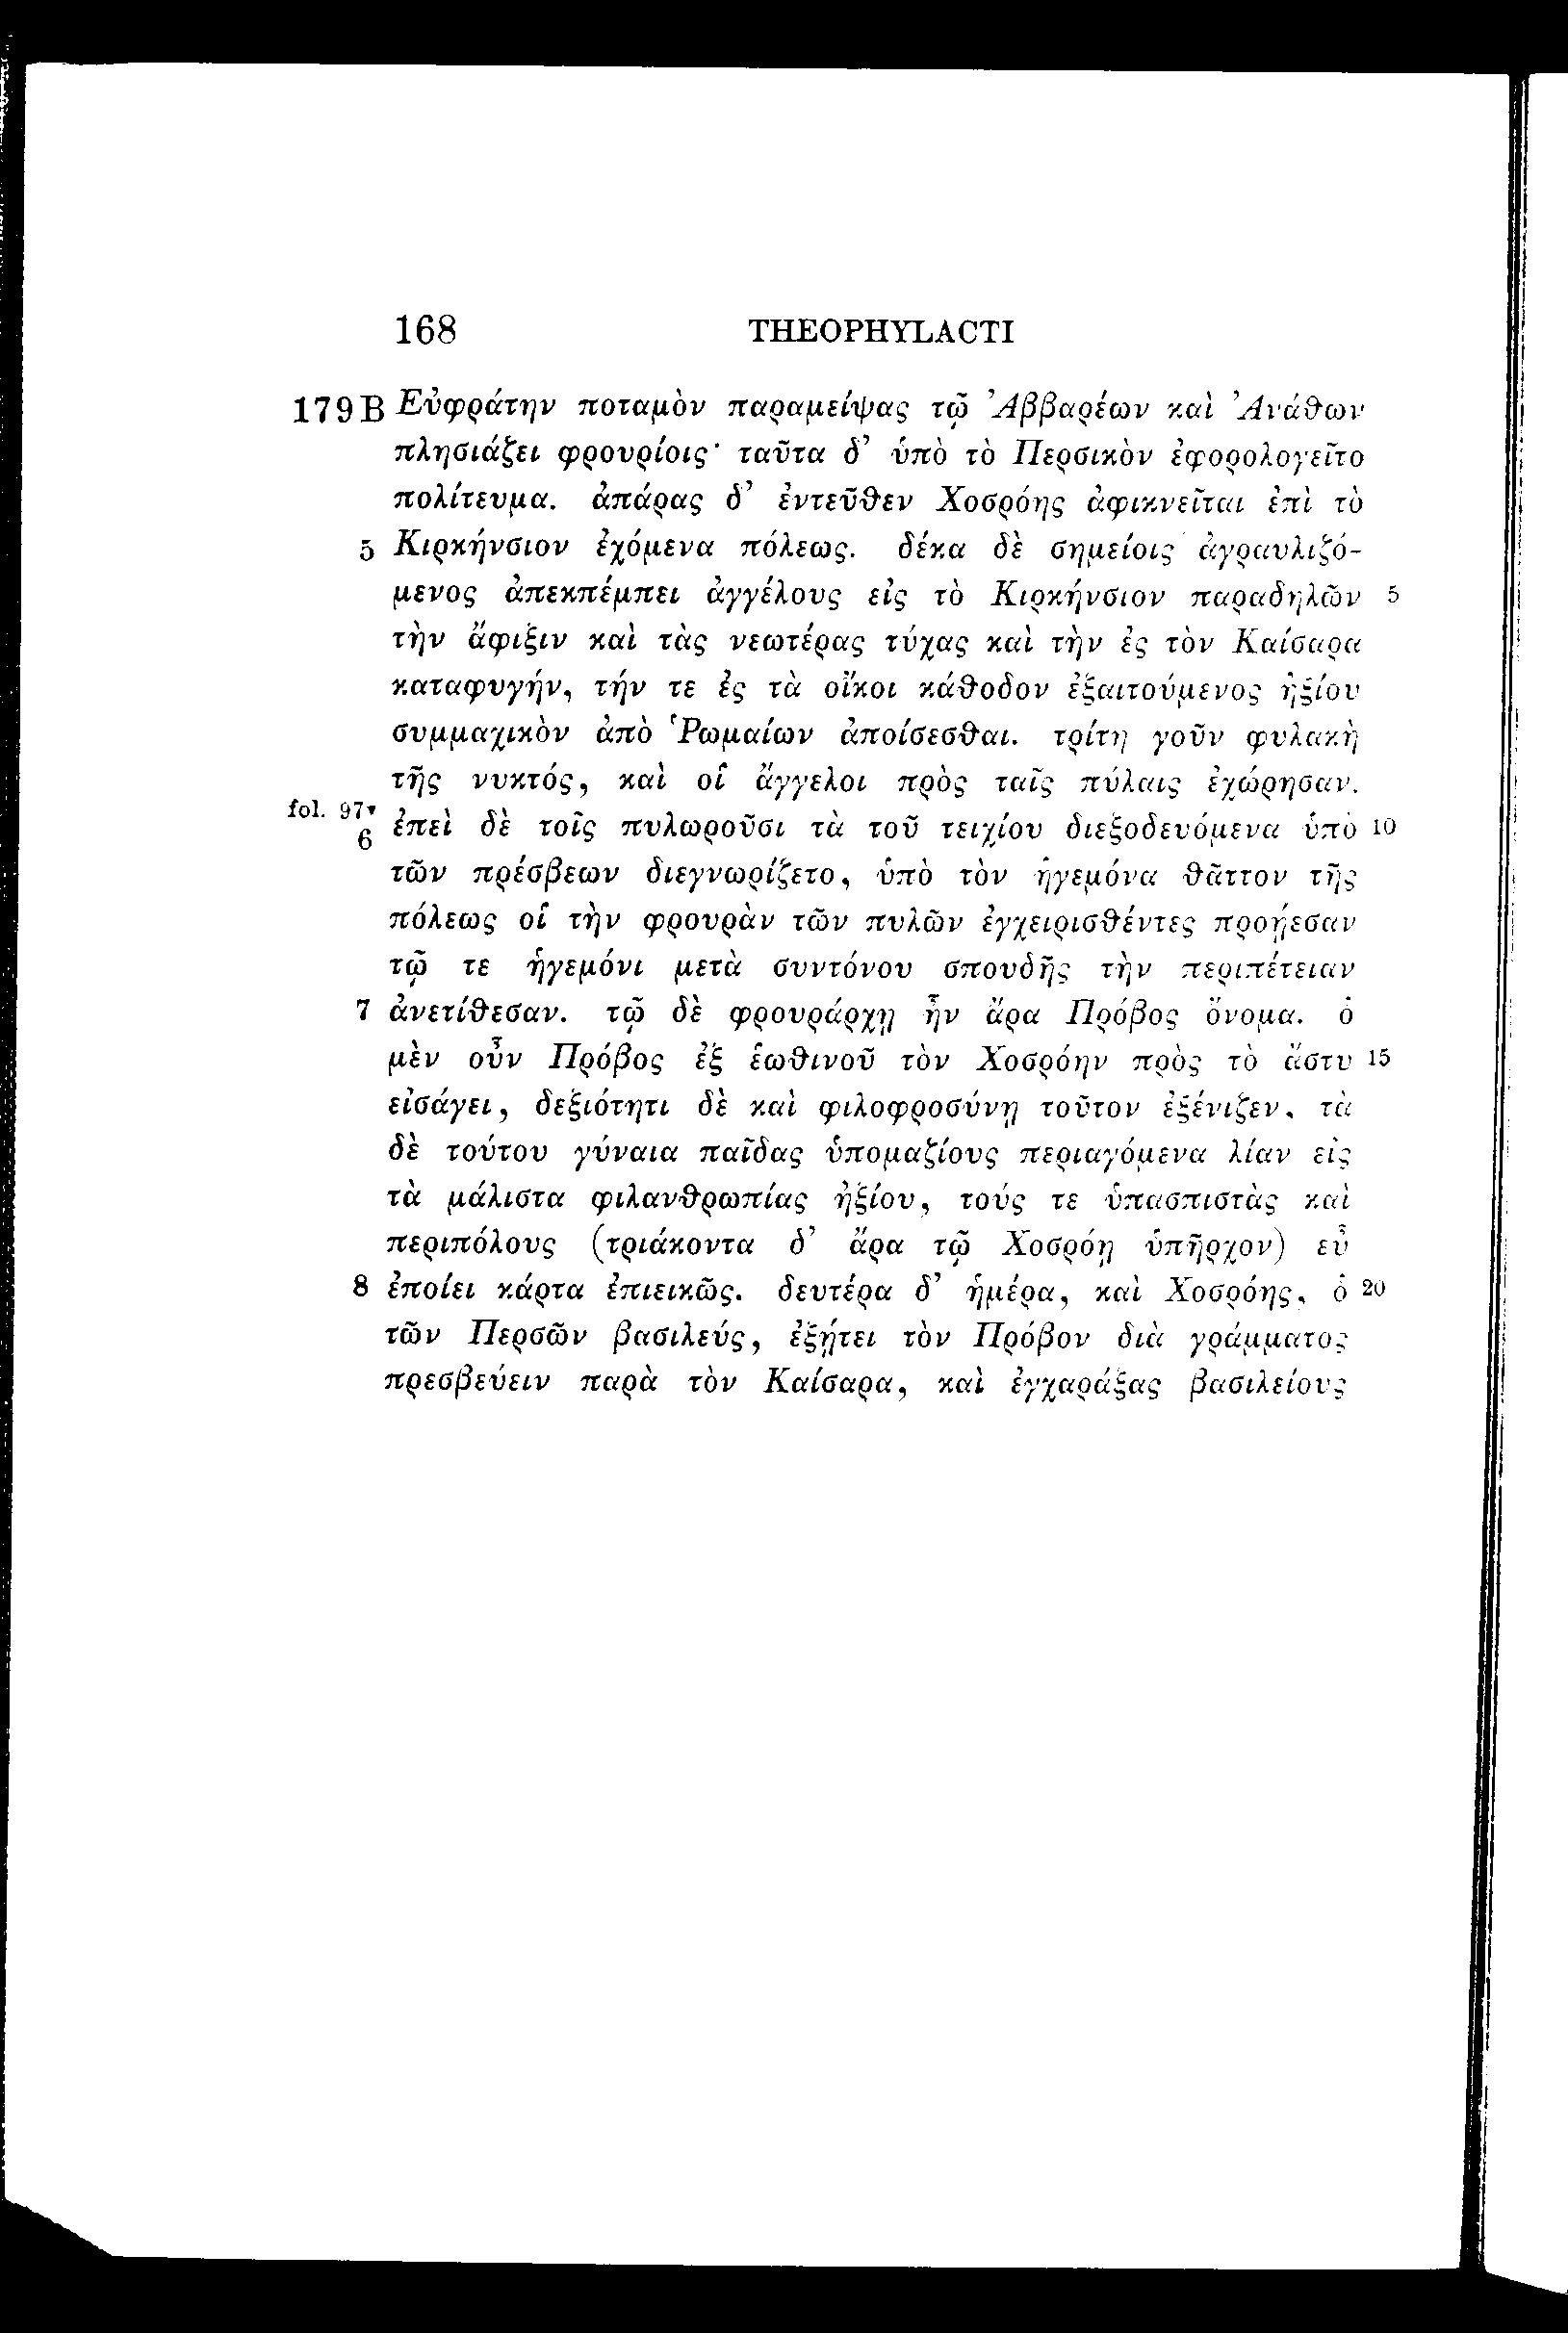 168 THEOPHYLACTI
179 B Εὐφράτην ποταμὸν παραμείψας τῷ Ἀββαρέων καὶ Ἀνάθων
πλησιάζει φρουρίοις· ταῦτα δ’ ὑπὸ τὸ Περσικὸν ἐφορολογεῖτο
πολίτευμα. ἀπάρας δ’ ἐντεῦθεν Χοσρόης ἀφικνεῖται ἐπὶ τὸ
5 Κιρκήνσιον ἐχόμενα πόλεως. δέκα δὲ σημείοις ἀγραυλιζό-
μενος ἀπεκπέμπει ἀγγέλους εἰς τὸ Κιρκήνσιον παραδηλῶν 5
τὴν ἄφιξιν καὶ τὰς νεωτέρας τύχας καὶ τὴν ἐς τὸν Καίσαρα
καταφυγήν, τήν τε ἐς τὰ οἴκοι κάθοδον ἐξαιτούμενος ἠξίου
συμμαχικὸν ἀπὸ Ῥωμαίων ἀποίσεσθαι. τρίτη γοῦν φυλακὴ
τῆς νυκτός, καὶ οἱ ἄγγελοι πρὸς ταῖς πύλαις ἐχώρησαν.
fol. 97v 6 ἐπεὶ δὲ τοῖς πυλωροῦσι τὰ τοῦ τειχίου διεξοδευόμενα ὑπὸ 10
τῶν πρέσβεων διεγνωρίζετο, ὑπὸ τὸν ἡγεμόνα θᾶττον τῆς
πόλεως οἱ τὴν φρουρὰν τῶν πυλῶν ἐγχειρισθέντες προῄεσαν
τῷ τε ἡγεμόνι μετὰ συντόνου σπουδῆς τὴν περιπέτειαν
7 ἀνετίθεσαν. τῷ δὲ φρουράρχῃ ἦν ἄρα Πρόβος ὄνομα. ὁ
μὲν οὖν Πρόβος ἐξ ἑωθινοῦ τὸν Χοσρόην πρὸς τὸ ἄστυ 15
εἰσάγει, δεξιότητι δὲ καὶ φιλοφροσύνῃ τοῦτον ἐξένιζεν, τὰ
δὲ τούτου γύναια παῖδας ὑπομαζίους περιαγόμενα λίαν εἰς
τὰ μάλιστα φιλανθρωπίας ἠξίου, τούς τε ὑπασπιστὰς καὶ
περιπόλους (τριάκοντα δ’ ἄρα τῷ Χοσρόῃ ὑπῆρχον) εὖ
8 ἐποίει κάρτα ἐπιεικῶς. δευτέρα δ’ ἡμέρα, καὶ Χοσρόης, ὁ 20
τῶν Περσῶν βασιλεύς, ἐξῄτει τὸν Πρόβον διὰ γράμματος
πρεσβεύειν παρὰ τὸν Καίσαρα, καὶ ἐγχαράξας βασιλείους